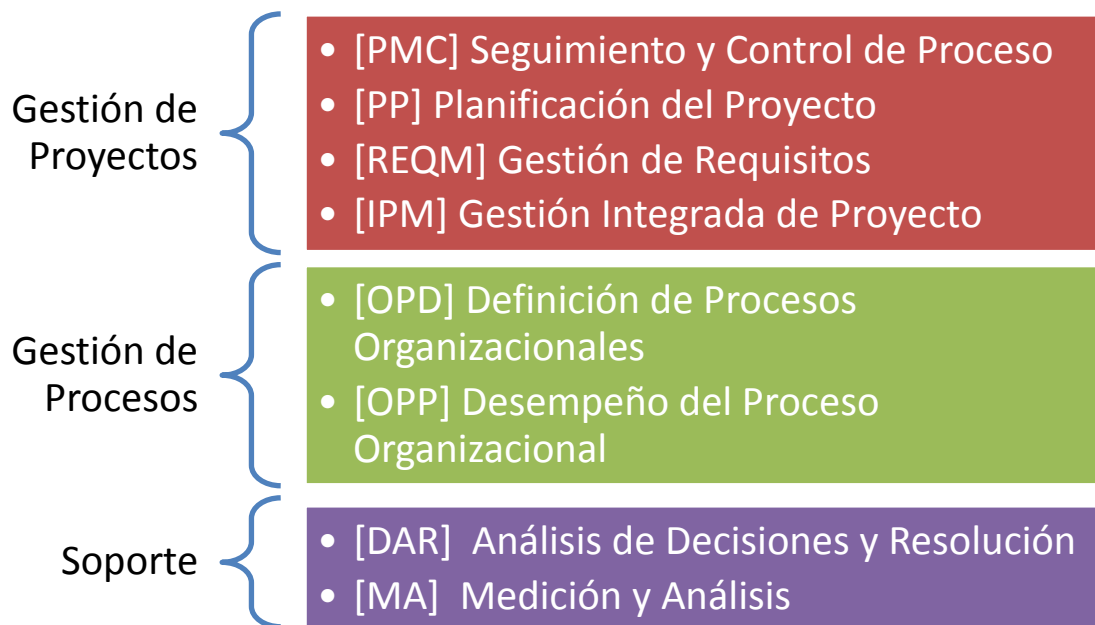 Gestión de
Proyectos
• [PMC] Seguimiento y Control de Proceso
• [PP] Planificación del Proyecto
• [REQM] Gestión de Requisitos
• [IPM] Gestión Integrada de Proyecto
Gestión de
Procesos
• [OPD] Definición de Procesos
Organizacionales
• [OPP] Desempeño del Proceso
Organizacional
Soporte
• [DAR]  Análisis de Decisiones y Resolución
• [MA]  Medición y Análisis